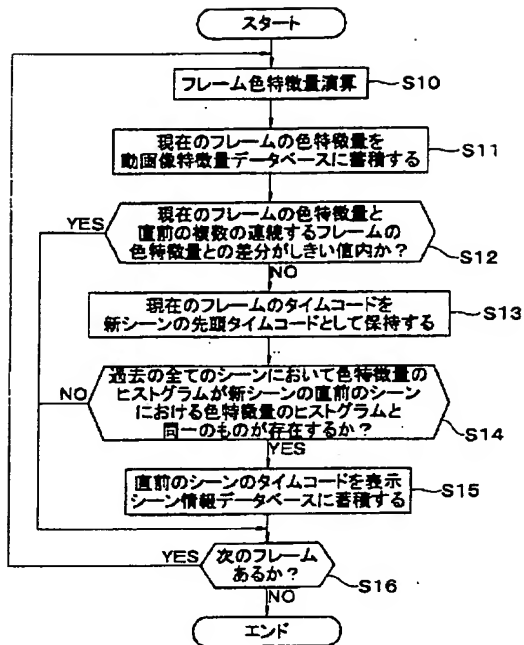 スタート
フレーム色特徴量演算
S10
現在のフレームの色特徴量を
動画像特徴量データベースに蓄積する
S11
YES
現在のフレームの色特徴量と
直前の複数の連続するフレームの
色特徴量との差分がしきい値内か？
S12
NO
現在のフレームのタイムコードを
新シーンの先頭タイムコードとして保持する
S13
NO
過去の全てのシーンにおいて色特徴量の
ヒストグラムが新シーンの直前のシーン
における色特徴量のヒストグラムと
同一のものが存在するか？
S14
YES
直前のシーンのタイムコードを表示
シーン情報データベースに蓄積する
S15
YES
次のフレーム
あるか？
S16
NO
エンド